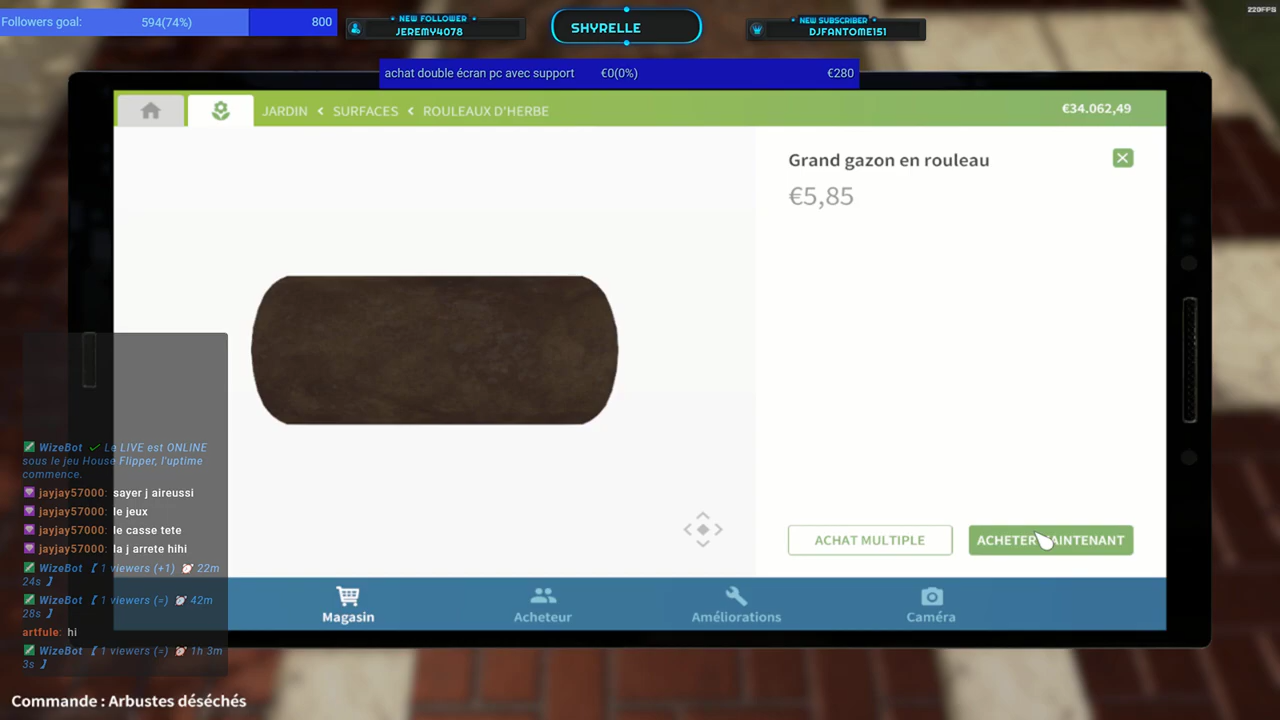 Followers goal: 594(74%) 800
NEW FOLLOWER
JEREMY4078
SHYRELLE
NEW SUBSCRIBER
DJFANTOME151
229FPS
achat double écran pc avec support €0(0%) €280
JARDIN < SURFACES < ROULEAUX D'HERBE
€34.062,49
Grand gazon en rouleau
€5,85
ACHAT MULTIPLE
ACHETER MAINTENANT
Magasin
Acheteur
Améliorations
Caméra
WizeBot Le LIVE est ONLINE
sous le jeu House Flipper, l'uptime
commence.
jayjay57000: sayer j aireussi
jayjay57000: le jeux
jayjay57000: le casse tete
jayjay57000: la j arrete hihi
WizeBot 【 1 viewers (+1) 22m
24s 】
WizeBot 【 1 viewers (=) 42m
28s 】
artfule: hi
WizeBot 【 1 viewers (=) 1h 3m
3s 】
Commande : Arbustes déséchés